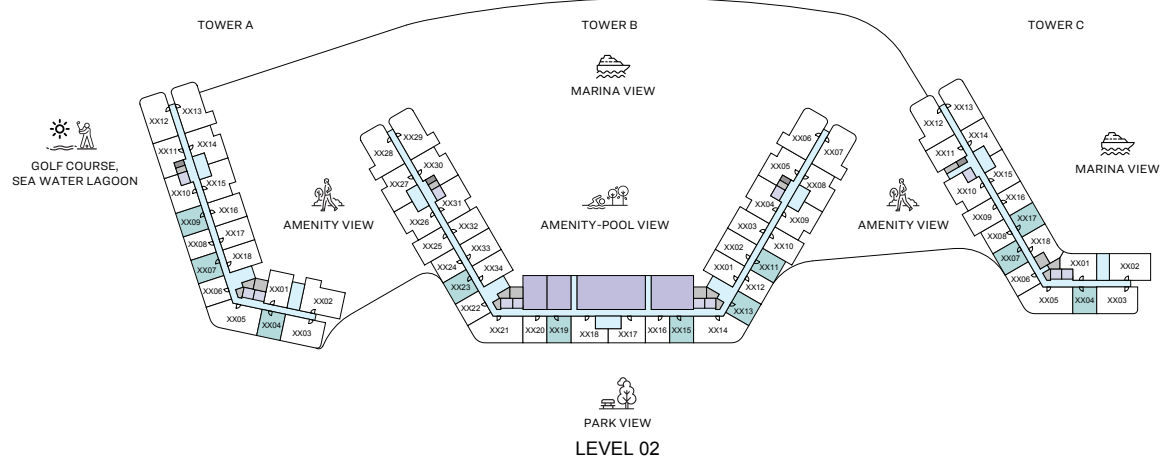 TOWER A
TOWER B
TOWER C
MARINA VIEW
GOLF COURSE,
SEA WATER LAGOON
AMENITY VIEW
AMENITY-POOL VIEW
AMENITY VIEW
MARINA VIEW
XX13
XX12
XX14
XX11
XX15
XX10
XX16
XX09
XX17
XX08
XX18
XX07
XX06
XX01
XX02
XX05
XX04
XX03
XX29
XX28
XX30
XX27
XX31
XX26
XX32
XX25
XX33
XX24
XX34
XX23
XX22
XX21
XX20
XX19
XX18
XX17
XX16
XX15
XX14
XX13
XX12
XX11
XX01
XX10
XX02
XX03
XX09
XX04
XX08
XX05
XX07
XX06
XX13
XX12
XX14
XX11
XX15
XX10
XX16
XX09
XX17
XX08
XX18
XX07
XX06
XX01
XX02
XX05
XX04
XX03
PARK VIEW
LEVEL 02